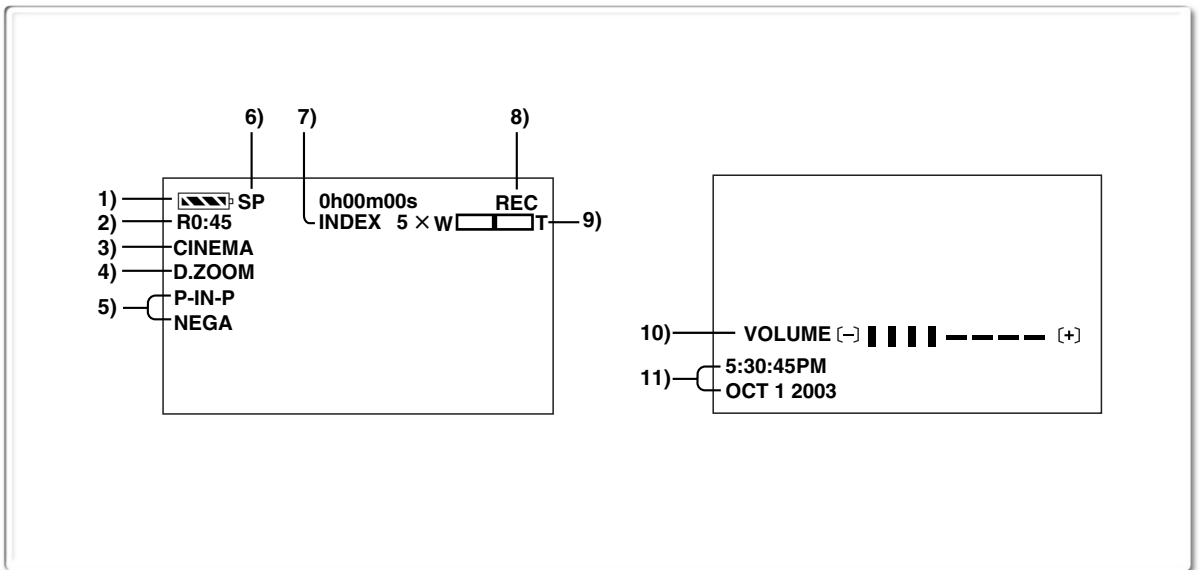 6) 7) 8)
1) SP 0h00m00s REC
2) R0:45 INDEX 5 × W T 9)
3) CINEMA
4) D.ZOOM
5) P-IN-P
NEGA
10) VOLUME [–] [+]
11) 5:30:45PM
OCT 1 2003